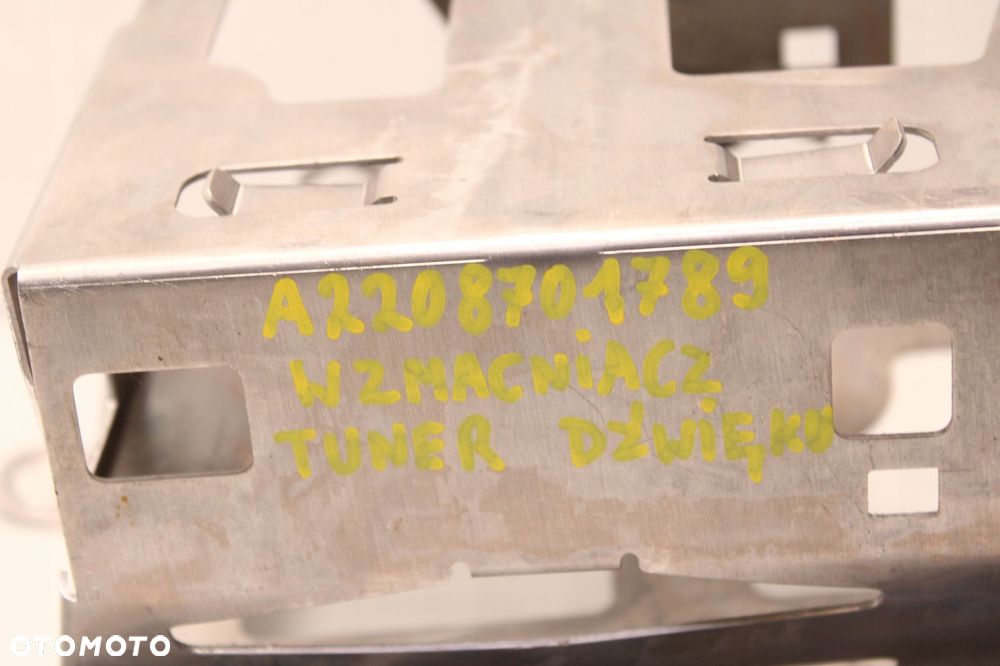 A2208701789
WZMACNiACZ
TUNER DŹWIĘKU
OTOMOTO